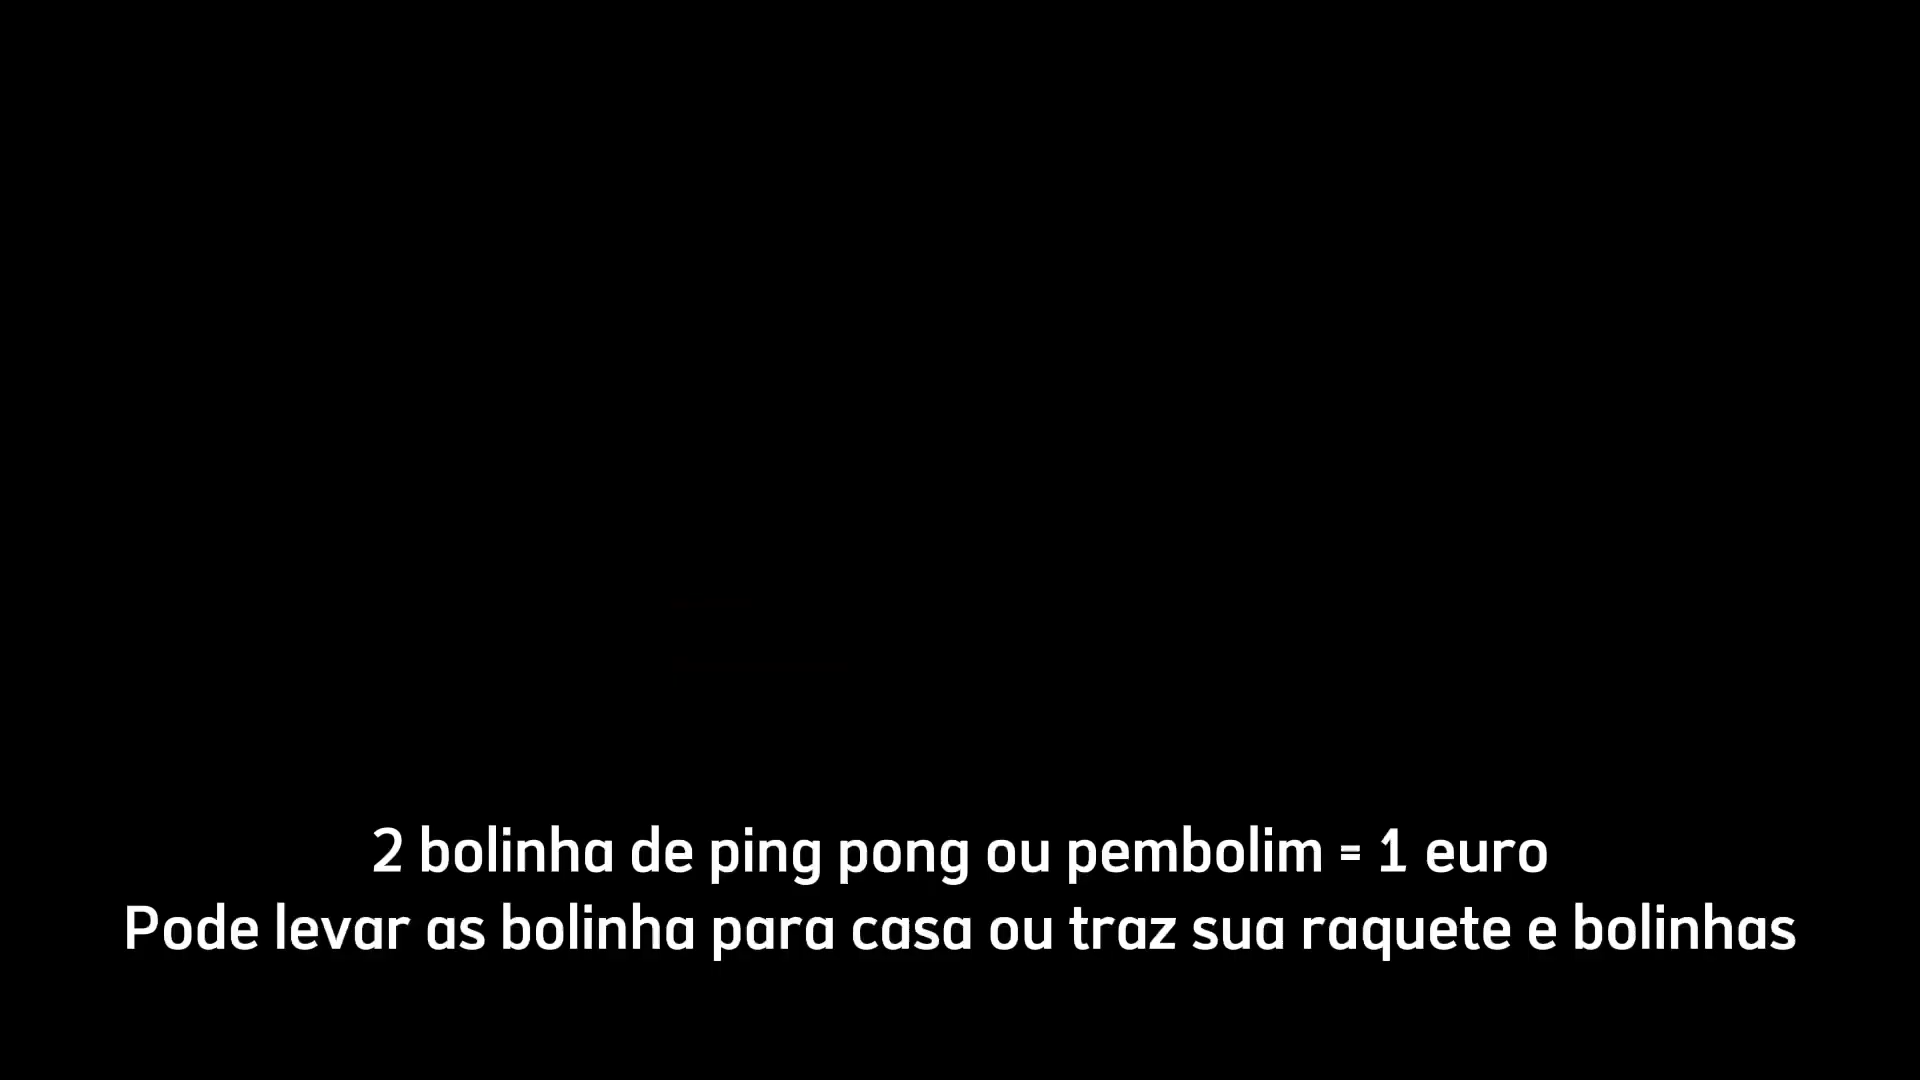 2 bolinha de ping pong ou pembolim = 1 euro
Pode levar as bolinha para casa ou traz sua raquete e bolinhas